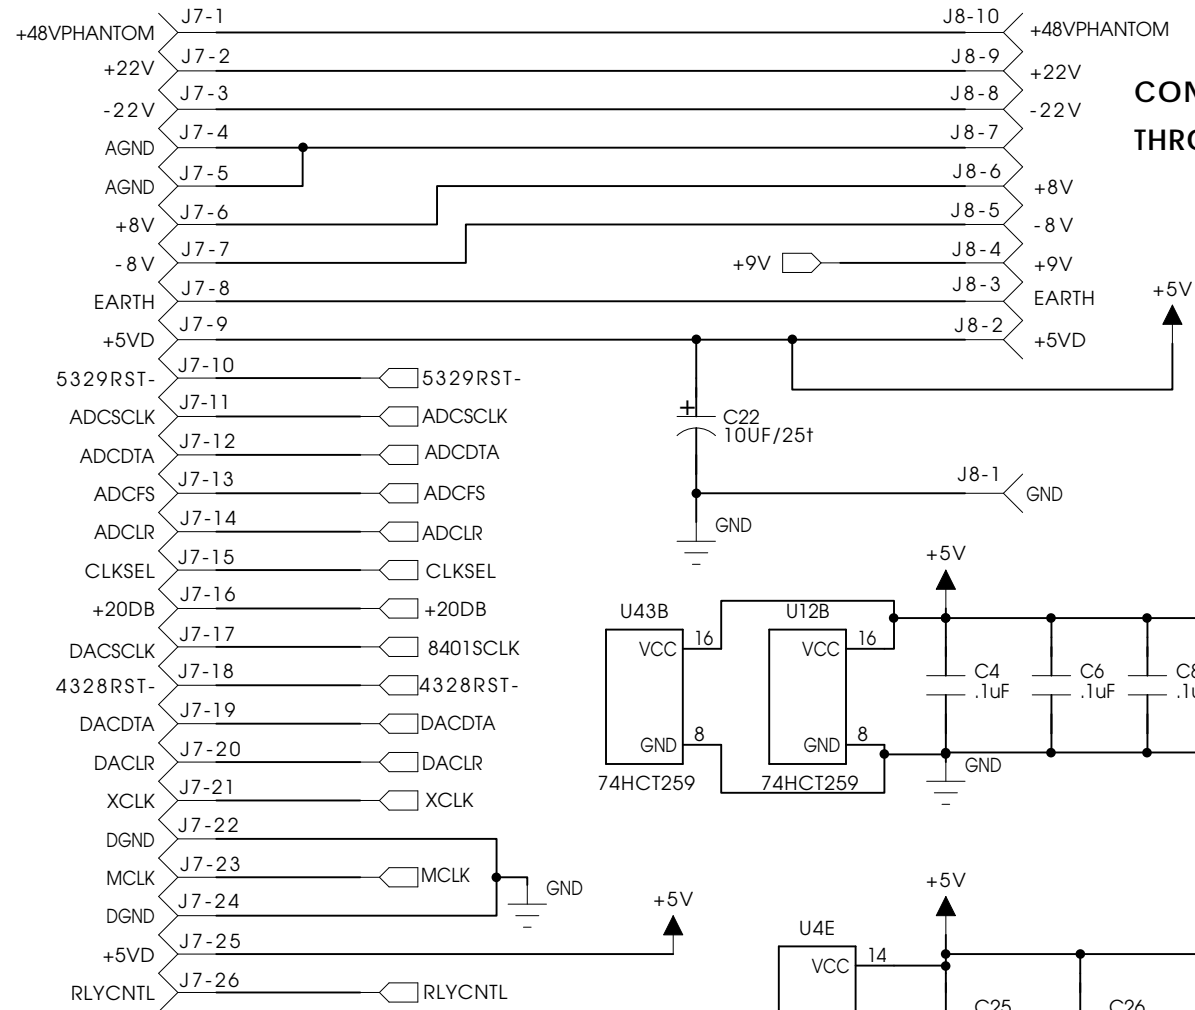 +48VPHANTOM J7-1 J8-10 +48VPHANTOM
+22V J7-2 J8-9 +22V
-22V J7-3 J8-8 -22V
AGND J7-4 J8-7
AGND J7-5 J8-6 +8V
+8V J7-6 J8-5 -8V
-8V J7-7 +9V J8-4 +9V
EARTH J7-8 J8-3 EARTH +5V
+5VD J7-9 J8-2 +5VD
5329RST- J7-10 5329RST-
ADCSCLK J7-11 ADCSCLK
+ C22
10UF/25t
ADCDTA J7-12 ADCDTA
ADCFS J7-13 ADCFS
J8-1 GND
ADCLR J7-14 ADCLR
GND
CLKSEL J7-15 CLKSEL
+5V
+20DB J7-16 +20DB
U43B U12B
DACSCLK J7-17 8401SCLK
VCC 16 VCC 16
4328RST- J7-18 4328RST-
C4 C6
.1uF .1uF
DACDTA J7-19 DACDTA
GND 8 GND 8
DACLR J7-20 DACLR
GND
74HCT259 74HCT259
XCLK J7-21 XCLK
DGND J7-22
MCLK J7-23 MCLK
GND
+5V
DGND J7-24
+5V
U4E
+5VD J7-25
VCC 14
RLYCNTL J7-26 RLYCNTL
C25 C26